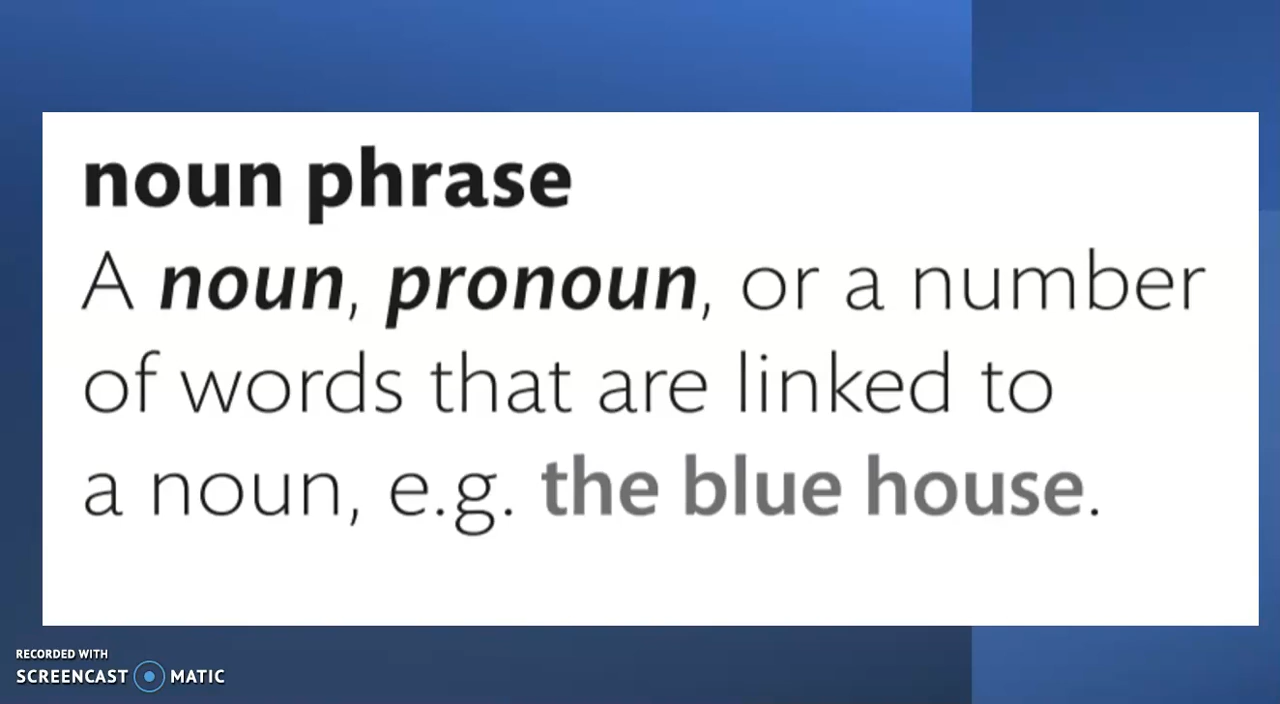 noun phrase
A noun, pronoun, or a number
of words that are linked to
a noun, e.g. the blue house.
RECORDED WITH
SCREENCAST MATIC